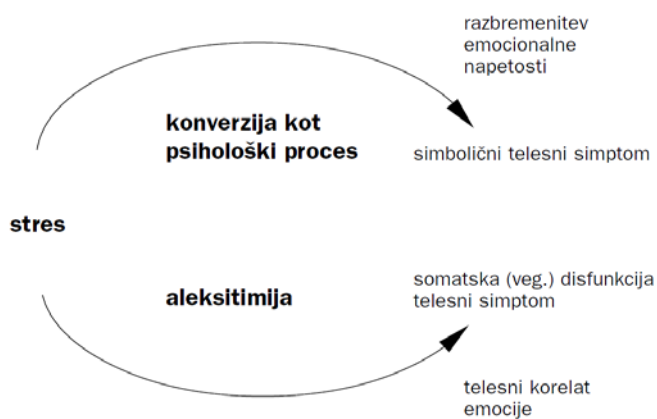 razbremenitev
emocionalne
napetosti
konverzija kot
psihološki proces
simbolični telesni simptom
stres
aleksitimija
somatska (veg.) disfunkcija
telesni simptom
telesni korelat
emocije